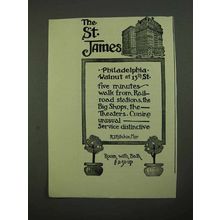 The
St.
James
Philadelphia
Walnut at 13th St.
five minutes
walk from Rail-
road stations, the
Big Shops, the
Theaters. Cuisine
unusual
Service distinctive
Room with Bath